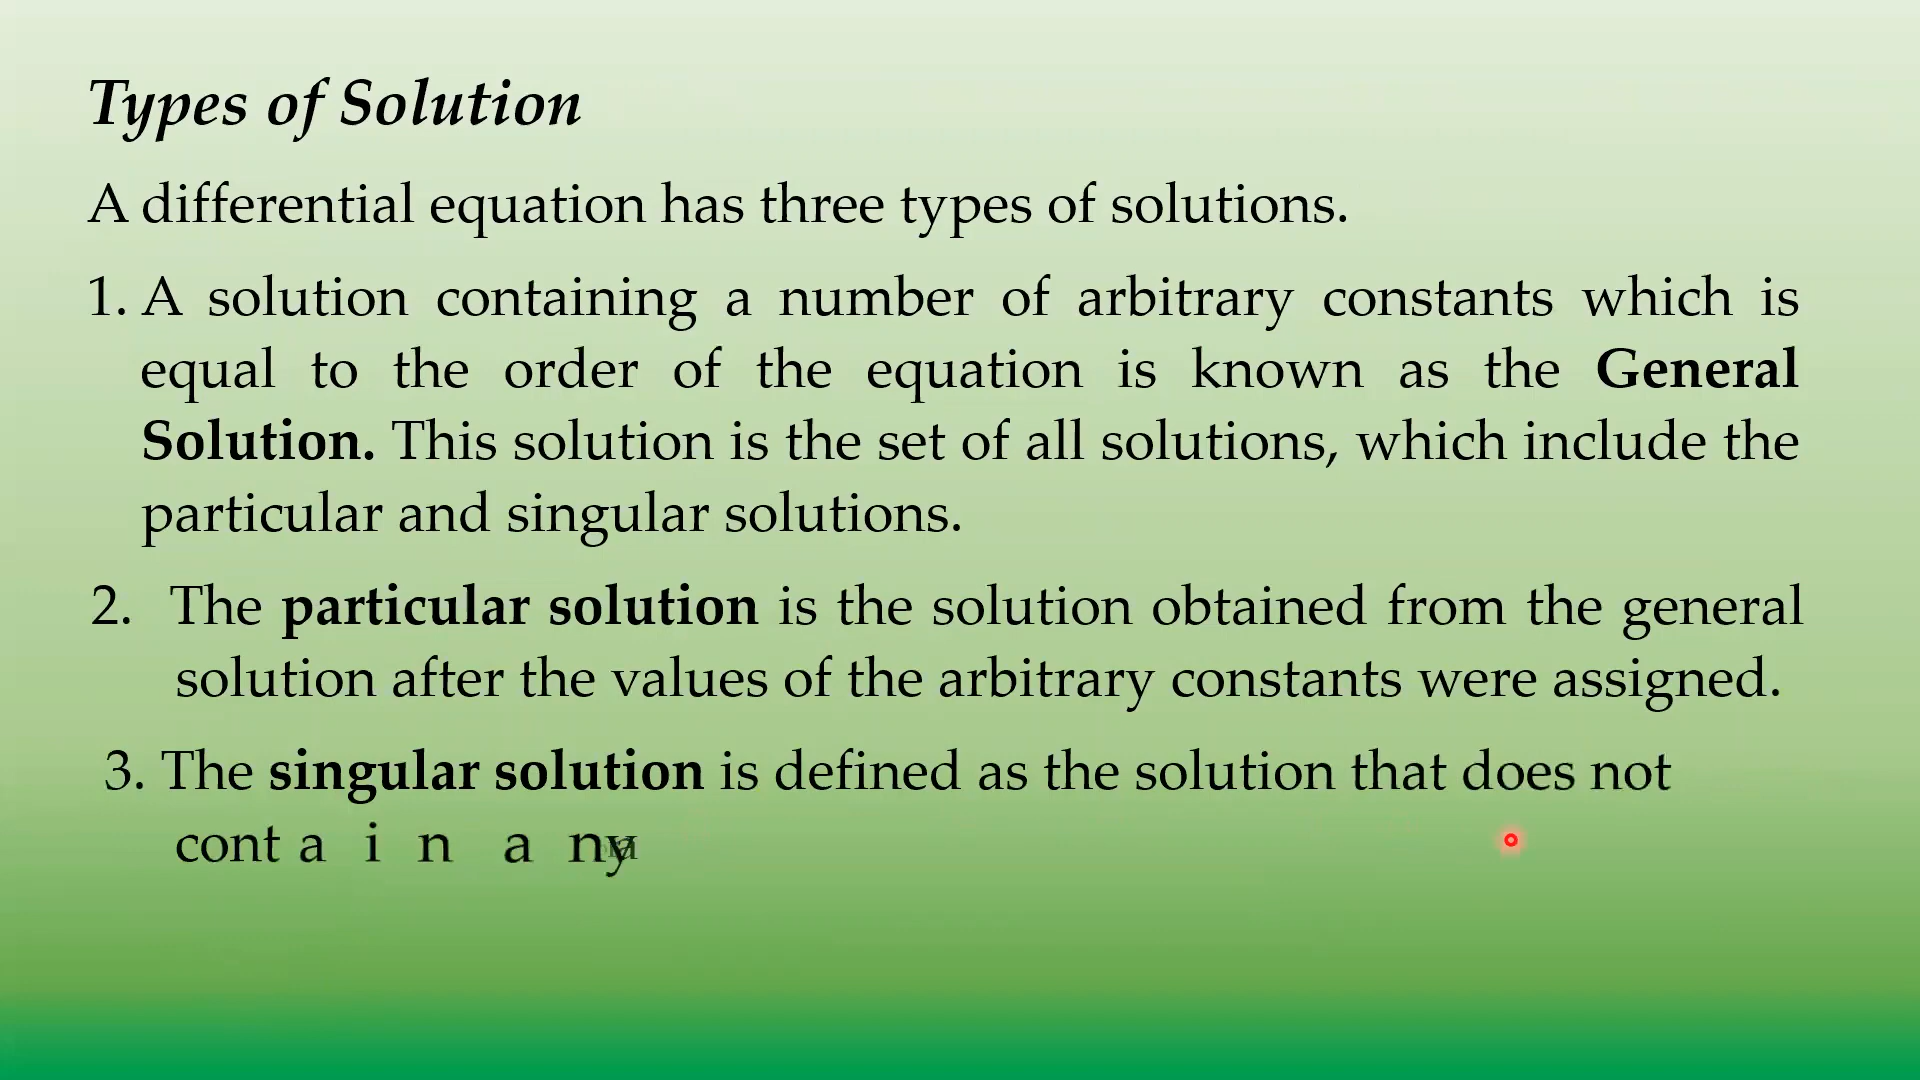 Types of Solution
A differential equation has three types of solutions.
1. A solution containing a number of arbitrary constants which is
equal to the order of the equation is known as the General
Solution. This solution is the set of all solutions, which include the
particular and singular solutions.
2. The particular solution is the solution obtained from the general
solution after the values of the arbitrary constants were assigned.
3. The singular solution is defined as the solution that does not
contain any